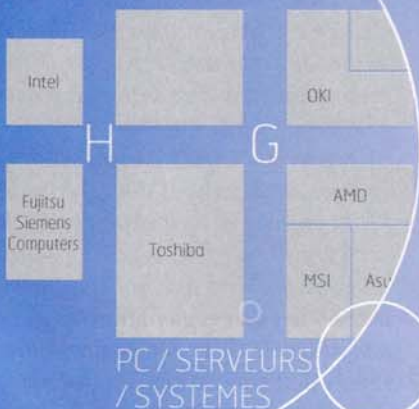 Intel
OKI
H
G
Fujitsu
Siemens
Computers
Toshiba
AMD
MSI
Asu
PC / SERVEURS
/ SYSTEMES